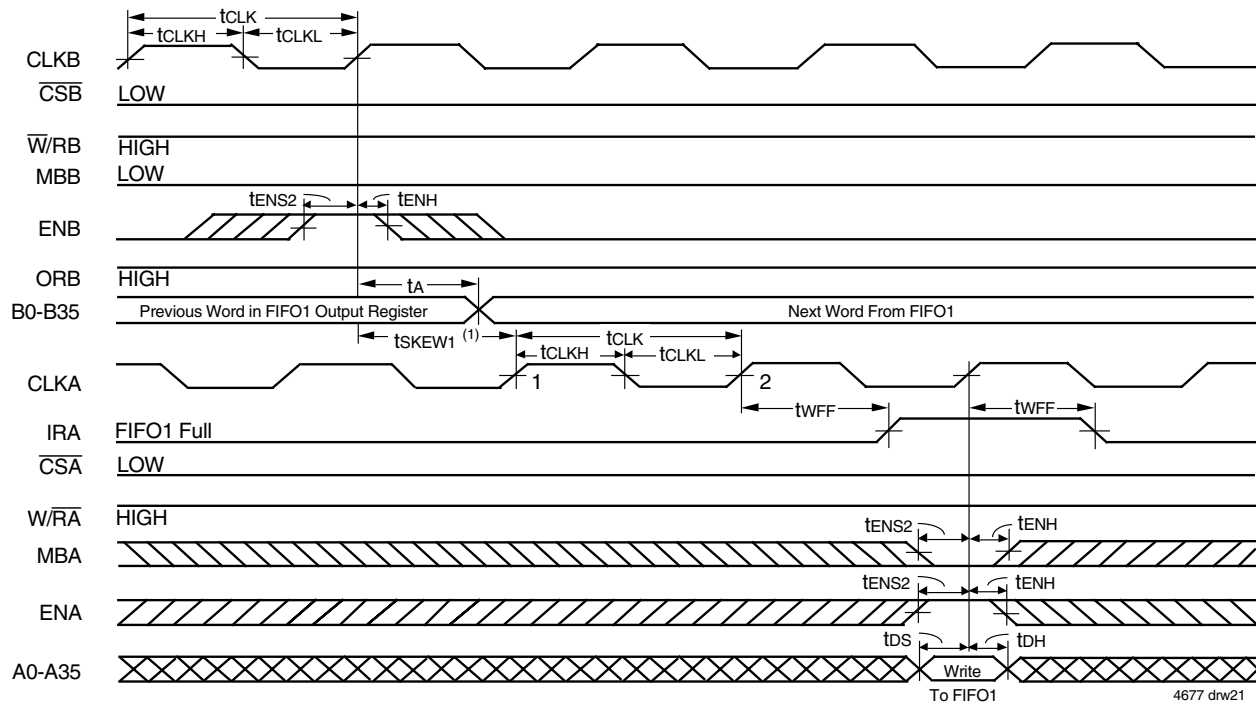 tCLK
tCLKH tCLKL
CLKB
CSB LOW
W/RB HIGH
MBB LOW
tENS2 tENH
ENB
ORB HIGH
tA
B0-B35 Previous Word in FIFO1 Output Register Next Word From FIFO1
tSKEW1 (1) tCLK
tCLKH tCLKL
CLKA 1 2
tWFF tWFF
IRA FIFO1 Full
CSA LOW
W/RA HIGH
tENS2 tENH
MBA
tENS2 tENH
ENA
tDS tDH
A0-A35 Write
To FIFO1 4677 drw21